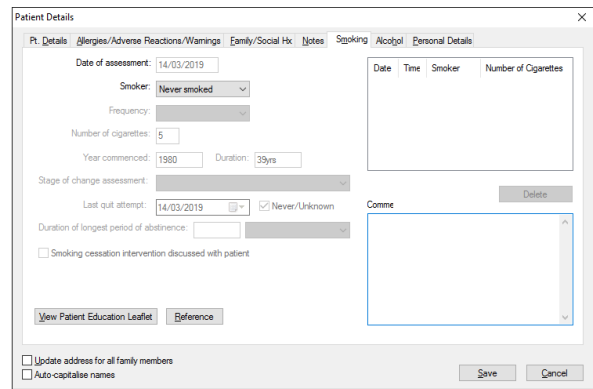 Patient Details
Pt. Details Allergies/Adverse Reactions/Warnings Family/Social Hx Notes Smoking Alcohol Personal Details
Date of assessment: 14/03/2019
Date Time Smoker Number of Cigarettes
Smoker: Never smoked
Frequency:
Number of cigarettes: 5
Year commenced: 1980 Duration: 39yrs
Stage of change assessment:
Delete
Last quit attempt: 14/03/2019 Never/Unknown
Comme
Duration of longest period of abstinence:
Smoking cessation intervention discussed with patient
View Patient Education Leaflet Reference
Update address for all family members
Auto-capitalise names
Save Cancel